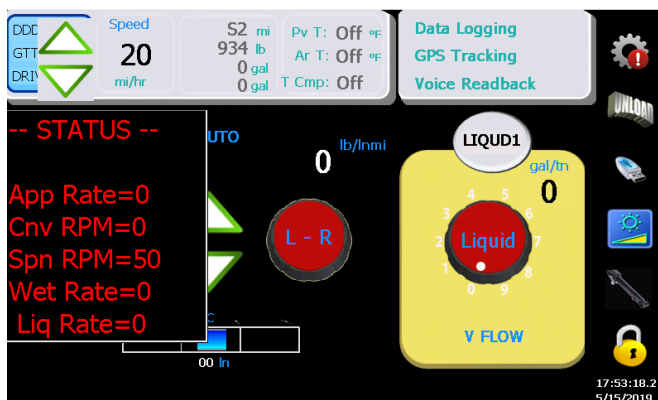 DDD
GTT
DRI
Speed
20
mi/hr
S2 mi
934 lb
0 gal
0 gal
Pv T: Off °F
Ar T: Off °F
T Cmp: Off
Data Logging
GPS Tracking
Voice Readback
UNLOAD
-- STATUS --
App Rate=0
Cnv RPM=0
Spn RPM=50
Wet Rate=0
Liq Rate=0
UTO
0
lb/lnmi
L - R
00 In
LIQUD1
gal/tn
0
0 1 2 3 4 5 6 7 8 9
Liquid
V FLOW
17:53:18.2
5/15/2019